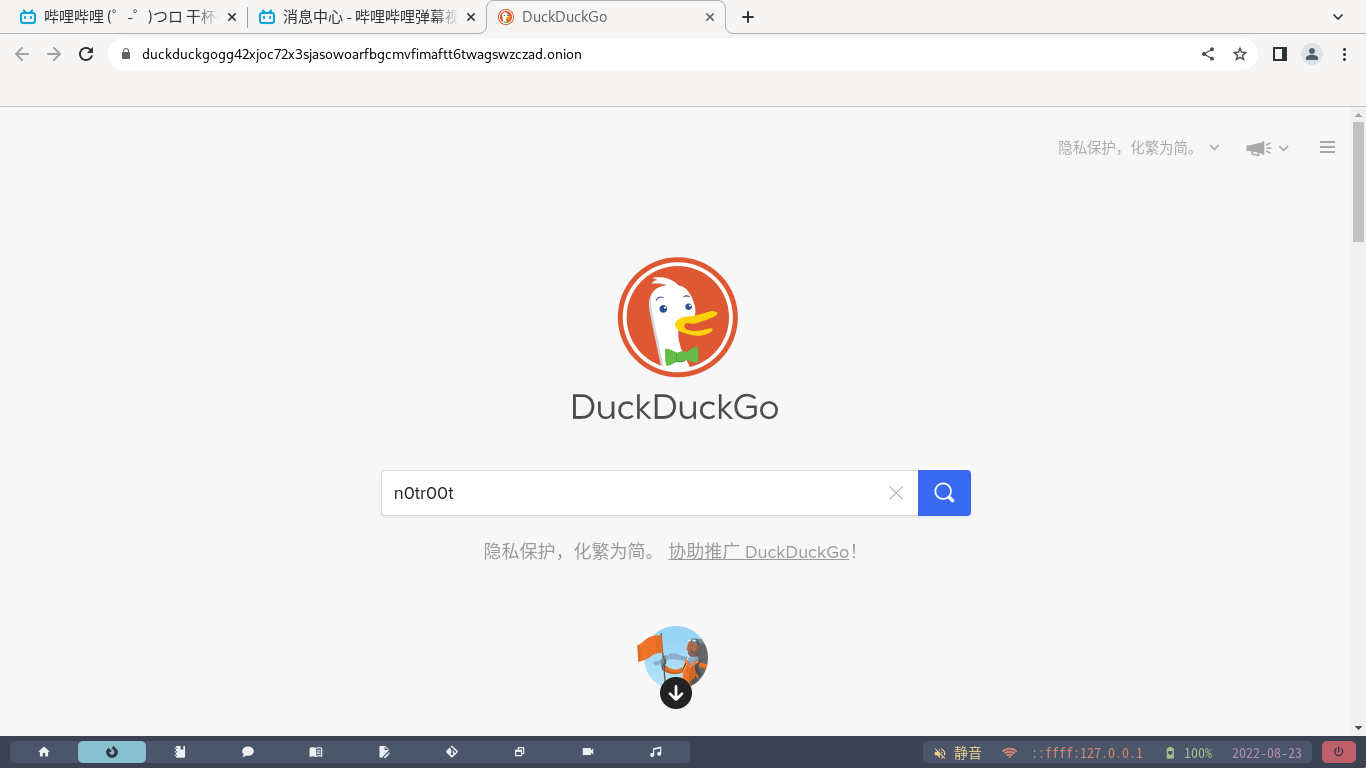 哔哩哔哩 (゜-゜)つロ 干杯
消息中心 - 哔哩哔哩弹幕视
DuckDuckGo
duckduckgogg42xjoc72x3sjasowoarfbgcmvfimaftt6twagswzczad.onion
隐私保护，化繁为简。
DuckDuckGo
n0tr00t
隐私保护，化繁为简。 协助推广 DuckDuckGo！
静音 ::ffff:127.0.0.1 100% 2022-08-23